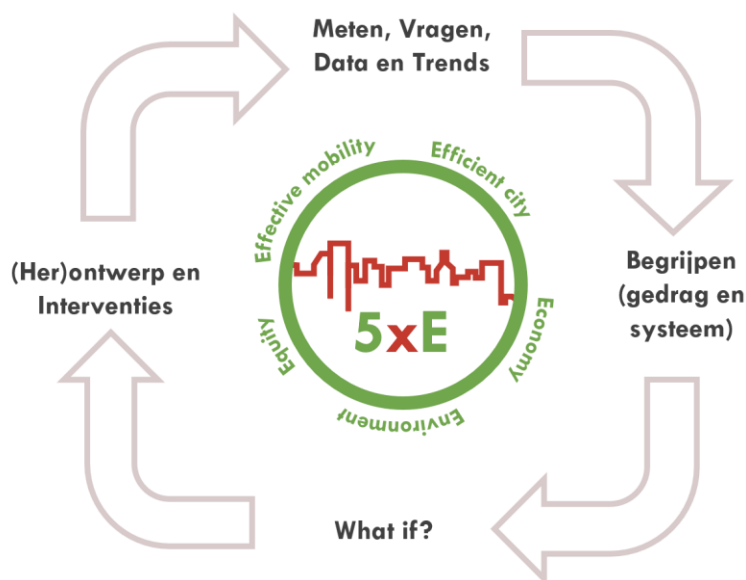 Meten, Vragen,
Data en Trends
Effective mobility
Efficient city
(Her)ontwerp en
Interventies
Begrijpen
(gedrag en
systeem)
5xE
Equity
Economy
Environment
What if?